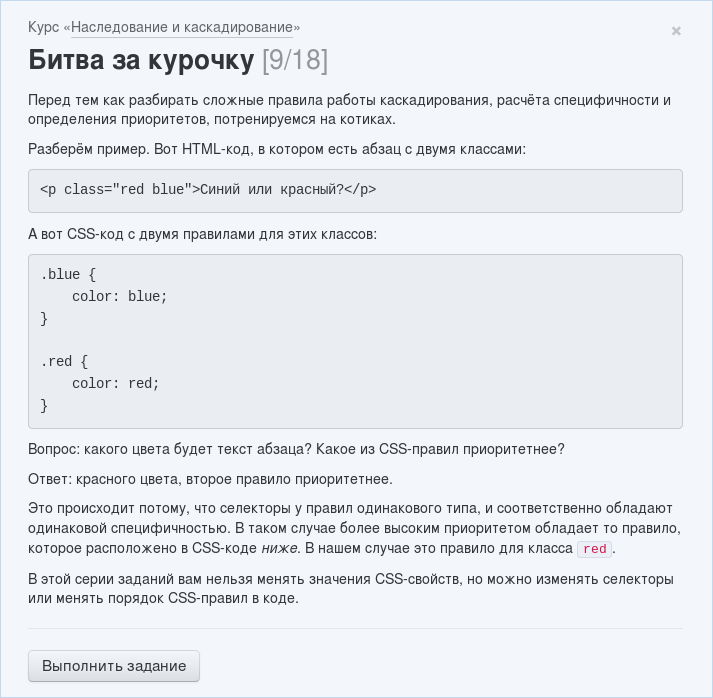 Курс «Наследование и каскадирование»
×
Битва за курочку [9/18]
Перед тем как разбирать сложные правила работы каскадирования, расчёта специфичности и
определения приоритетов, потренируемся на котиках.
Разберём пример. Вот HTML-код, в котором есть абзац с двумя классами:
<p class="red blue">Синий или красный?</p>
А вот CSS-код с двумя правилами для этих классов:
.blue {
    color: blue;
}
.red {
    color: red;
}
Вопрос: какого цвета будет текст абзаца? Какое из CSS-правил приоритетнее?
Ответ: красного цвета, второе правило приоритетнее.
Это происходит потому, что селекторы у правил одинакового типа, и соответственно обладают
одинаковой специфичностью. В таком случае более высоким приоритетом обладает то правило,
которое расположено в CSS-коде ниже. В нашем случае это правило для класса red.
В этой серии заданий вам нельзя менять значения CSS-свойств, но можно изменять селекторы
или менять порядок CSS-правил в коде.
Выполнить задание